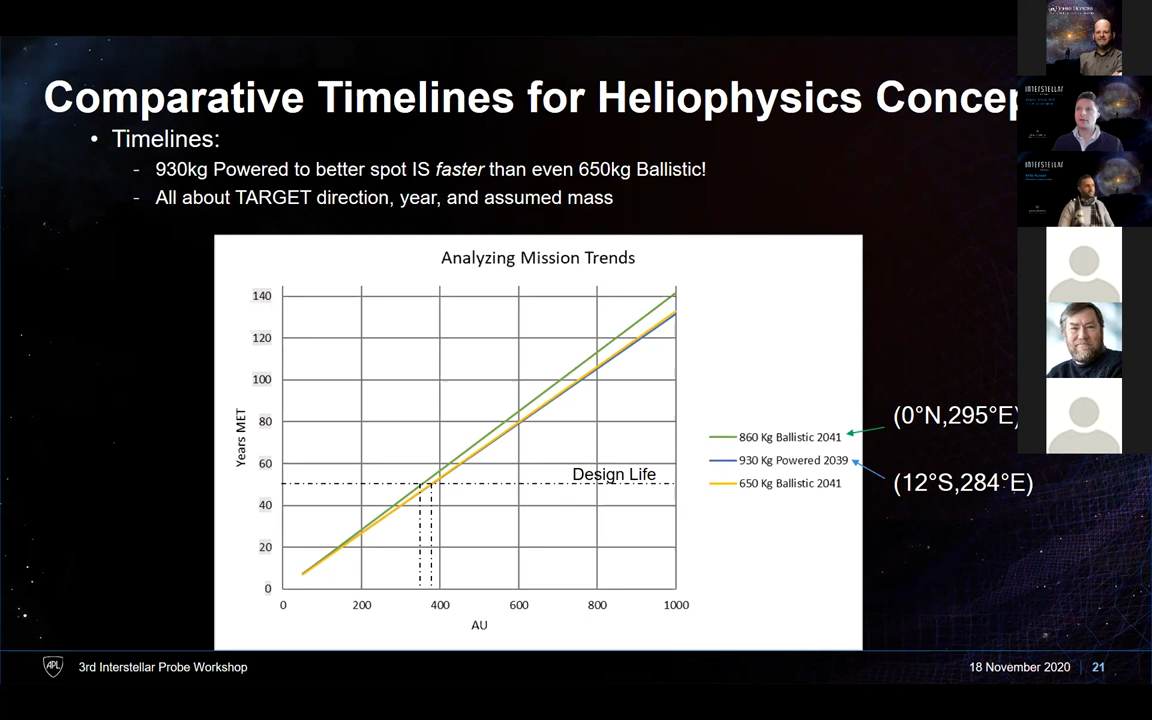 Comparative Timelines for Heliophysics Concep
• Timelines:
- 930kg Powered to better spot IS faster than even 650kg Ballistic!
- All about TARGET direction, year, and assumed mass
Analyzing Mission Trends
140
120
100
80
60
40
20
0
Years MET
0 200 400 600 800 1000
AU
Design Life
860 Kg Ballistic 2041
930 Kg Powered 2039
650 Kg Ballistic 2041
(0°N,295°E)
(12°S,284°E)
INTERSTELLAR
INTERSTELLAR
APL
3rd Interstellar Probe Workshop
18 November 2020 | 21